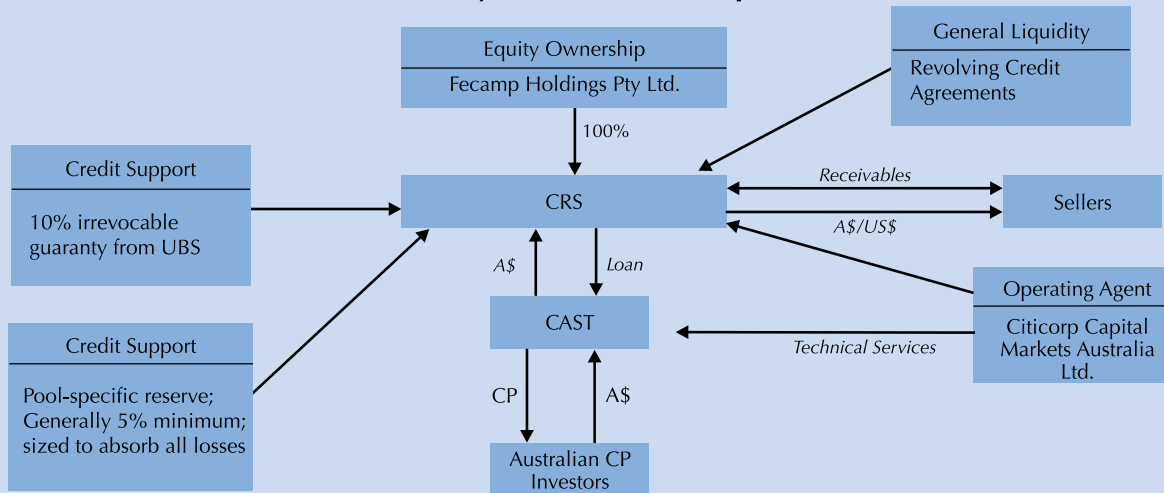 Equity Ownership
Fecamp Holdings Pty Ltd.
General Liquidity
Revolving Credit
Agreements
100%
Credit Support
10% irrevocable
guaranty from UBS
CRS
Receivables
A$/US$
Sellers
A$
Loan
Operating Agent
Citicorp Capital
Markets Australia
Ltd.
CAST
Technical Services
Credit Support
Pool-specific reserve;
Generally 5% minimum;
sized to absorb all losses
CP
A$
Australian CP
Investors